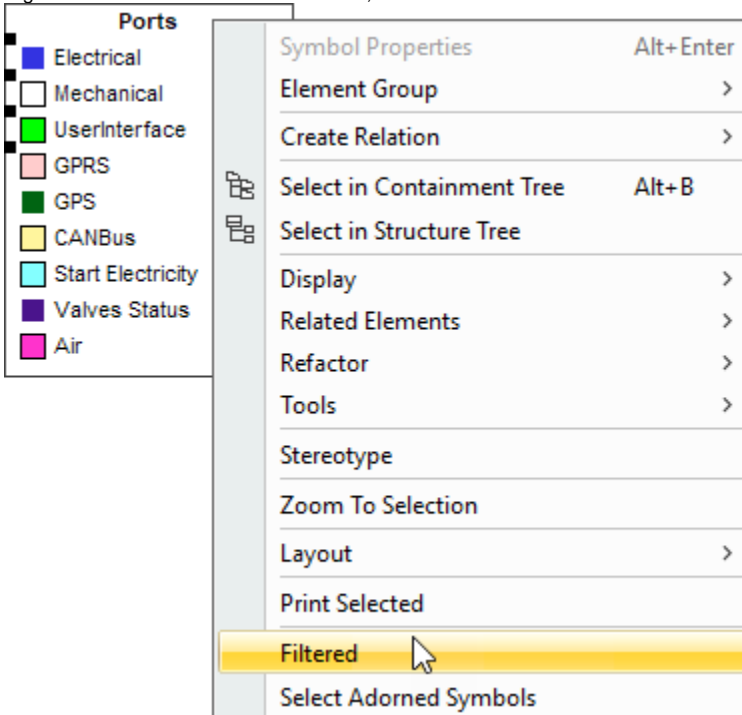 Ports
Electrical
Mechanical
UserInterface
GPRS
GPS
CANBus
Start Electricity
Valves Status
Air
Symbol Properties Alt+Enter
Element Group
Create Relation
Select in Containment Tree Alt+B
Select in Structure Tree
Display
Related Elements
Refactor
Tools
Stereotype
Zoom To Selection
Layout
Print Selected
Filtered
Select Adorned Symbols